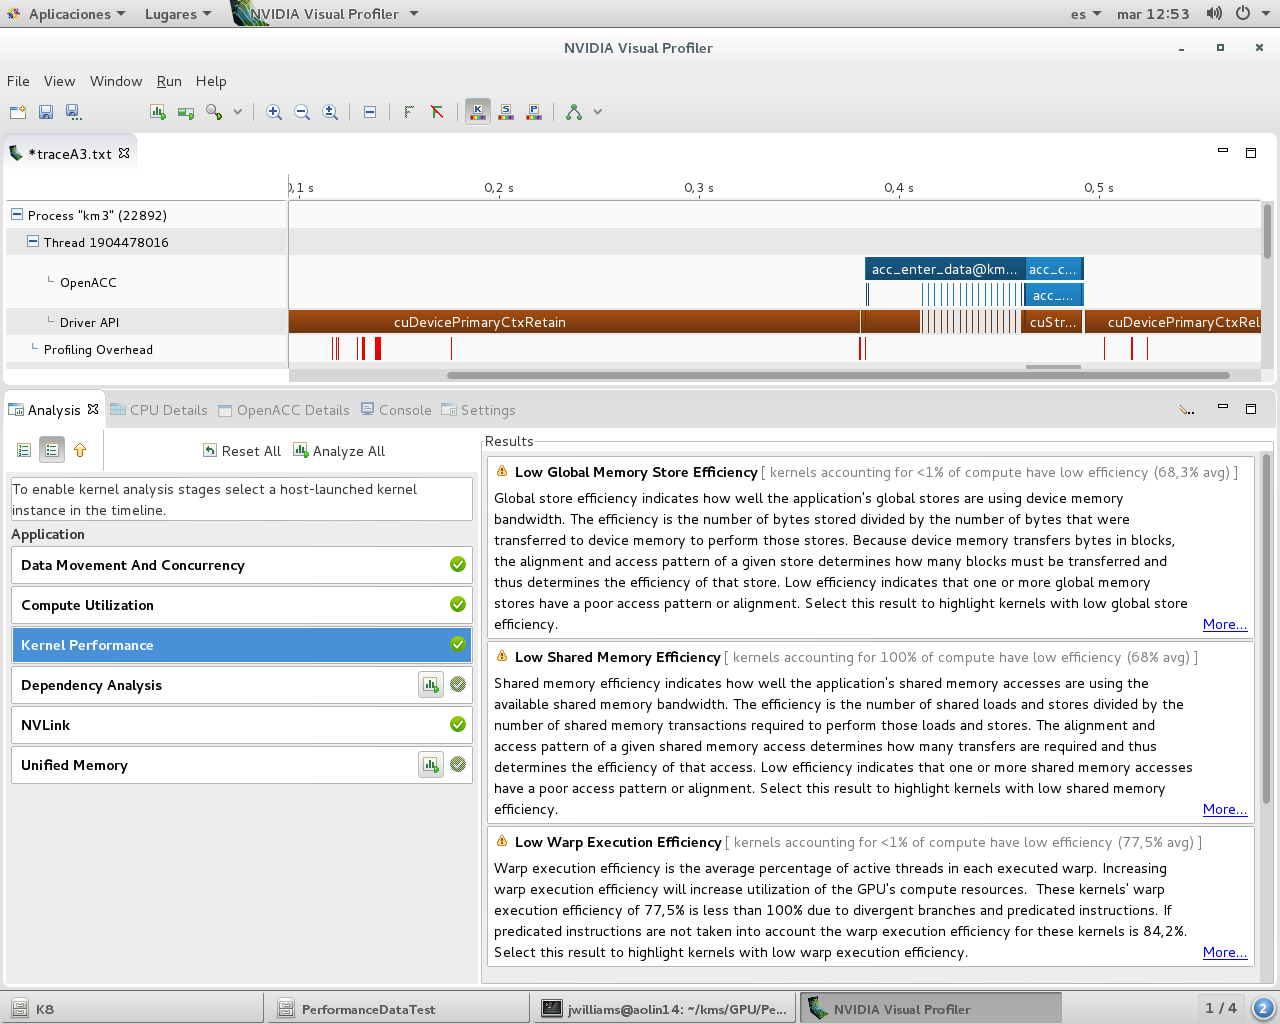 Aplicaciones Lugares NVIDIA Visual Profiler es mar 12:53
NVIDIA Visual Profiler
File View Window Run Help
K S P
*traceA3.txt
0,1 s 0,2 s 0,3 s 0,4 s 0,5 s
Process "km3" (22892)
Thread 1904478016
OpenACC
acc_enter_data@km... acc_c...
acc_...
Driver API
cuDevicePrimaryCtxRetain cuStr... cuDevicePrimaryCtxRel
Profiling Overhead
Analysis CPU Details OpenACC Details Console Settings
Reset All Analyze All
To enable kernel analysis stages select a host-launched kernel
instance in the timeline.
Application
Data Movement And Concurrency
Compute Utilization
Kernel Performance
Dependency Analysis
NVLink
Unified Memory
Results
Low Global Memory Store Efficiency [ kernels accounting for <1% of compute have low efficiency (68,3% avg) ]
Global store efficiency indicates how well the application's global stores are using device memory
bandwidth. The efficiency is the number of bytes stored divided by the number of bytes that were
transferred to device memory to perform those stores. Because device memory transfers bytes in blocks,
the alignment and access pattern of a given store determines how many blocks must be transferred and
thus determines the efficiency of that store. Low efficiency indicates that one or more global memory
stores have a poor access pattern or alignment. Select this result to highlight kernels with low global store
efficiency. More...
Low Shared Memory Efficiency [ kernels accounting for 100% of compute have low efficiency (68% avg) ]
Shared memory efficiency indicates how well the application's shared memory accesses are using the
available shared memory bandwidth. The efficiency is the number of shared loads and stores divided by the
number of shared memory transactions required to perform those loads and stores. The alignment and
access pattern of a given shared memory access determines how many transfers are required and thus
determines the efficiency of that access. Low efficiency indicates that one or more shared memory accesses
have a poor access pattern or alignment. Select this result to highlight kernels with low shared memory
efficiency. More...
Low Warp Execution Efficiency [ kernels accounting for <1% of compute have low efficiency (77,5% avg) ]
Warp execution efficiency is the average percentage of active threads in each executed warp. Increasing
warp execution efficiency will increase utilization of the GPU's compute resources. These kernels' warp
execution efficiency of 77,5% is less than 100% due to divergent branches and predicated instructions. If
predicated instructions are not taken into account the warp execution efficiency for these kernels is 84,2%.
Select this result to highlight kernels with low warp execution efficiency. More...
K8 PerformanceDataTest jwilliams@aolin14: ~/kms/GPU/Pe... NVIDIA Visual Profiler 1 / 4 2